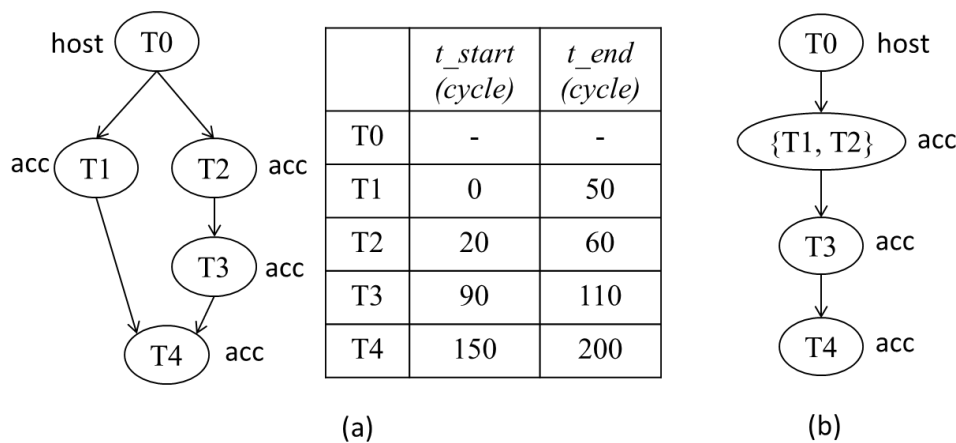 host T0
acc T1 T2 acc
T3 acc
T4 acc
t_start t_end
(cycle) (cycle)
T0 - -
T1 0 50
T2 20 60
T3 90 110
T4 150 200
(a)
T0 host
{T1, T2} acc
T3 acc
T4 acc
(b)